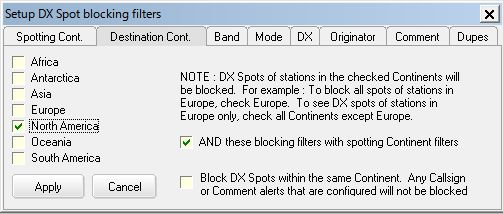 Setup DX Spot blocking filters
Spotting Cont.
Destination Cont.
Band
Mode
DX
Originator
Comment
Dupes
Africa
Antarctica
Asia
Europe
North America
Oceania
South America
NOTE : DX Spots of stations in the checked Continents will
be blocked.  For example : To block all spots of stations in
Europe, check Europe.  To see DX spots of stations in
Europe only, check all Continents except Europe.
AND these blocking filters with spotting Continent filters
Block DX Spots within the same Continent.  Any Callsign
or Comment alerts that are configured will not be blocked
Apply
Cancel